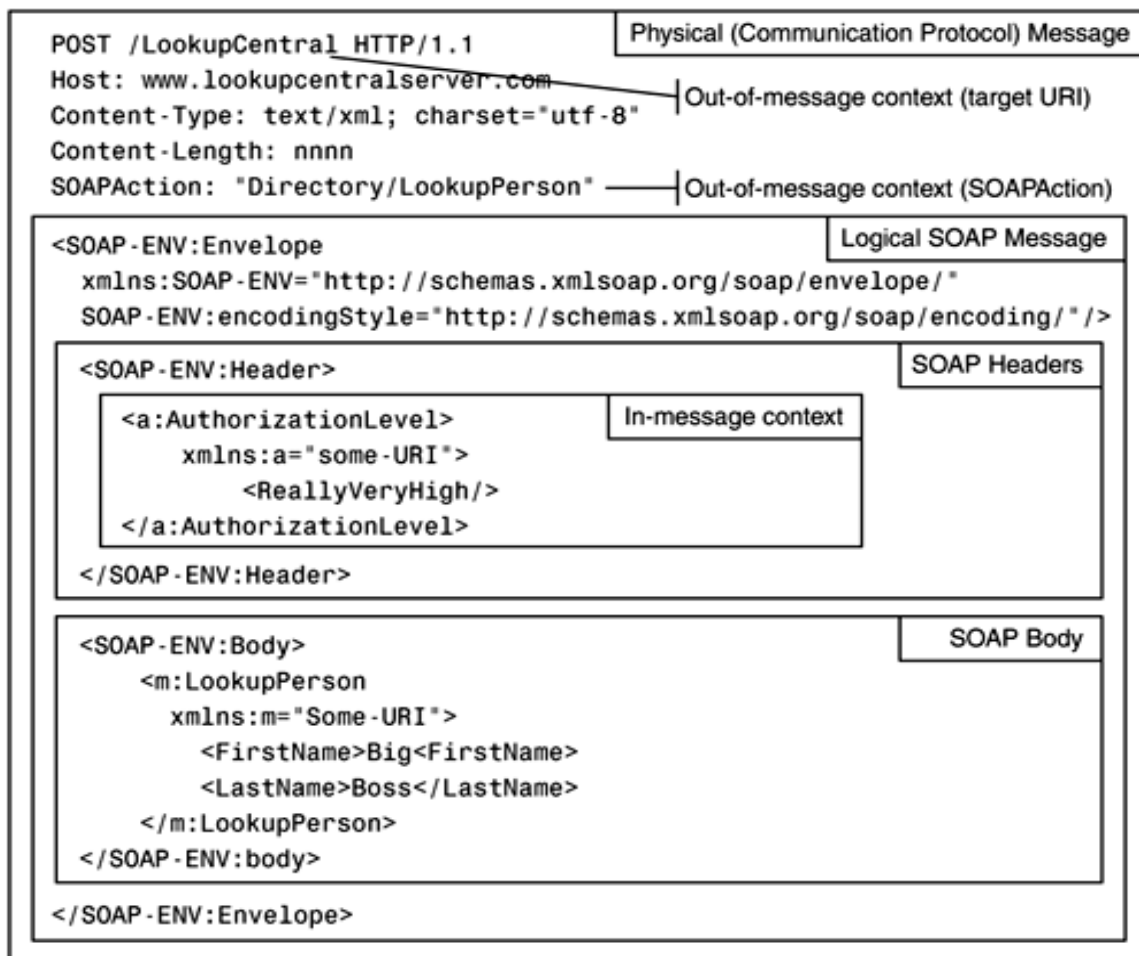 POST /LookupCentral HTTP/1.1
Physical (Communication Protocol) Message
Host: www.lookupcentralserver.com
Out-of-message context (target URI)
Content-Type: text/xml; charset="utf-8"
Content-Length: nnnn
SOAPAction: "Directory/LookupPerson"
Out-of-message context (SOAPAction)
<SOAP-ENV:Envelope
Logical SOAP Message
xmlns:SOAP-ENV="http://schemas.xmlsoap.org/soap/envelope/"
SOAP-ENV:encodingStyle="http://schemas.xmlsoap.org/soap/encoding/"/>
<SOAP-ENV:Header>
SOAP Headers
<a:AuthorizationLevel>
In-message context
xmlns:a="some-URI">
<ReallyVeryHigh/>
</a:AuthorizationLevel>
</SOAP-ENV:Header>
<SOAP-ENV:Body>
SOAP Body
<m:LookupPerson
xmlns:m="Some-URI">
<FirstName>Big<FirstName>
<LastName>Boss</LastName>
</m:LookupPerson>
</SOAP-ENV:body>
</SOAP-ENV:Envelope>